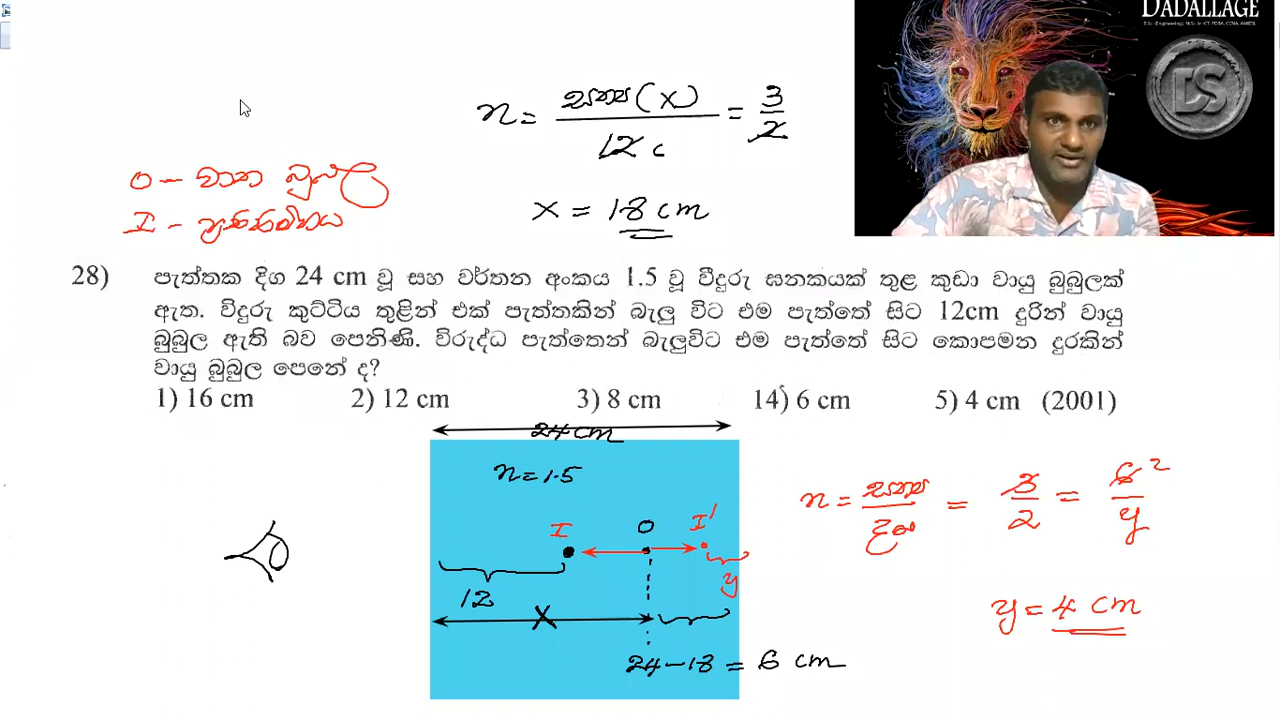 DADALLAGE
DS
n = සත්‍ය (x) / 12 = 3/2
x = 18 cm
O – වාත බුබුල
I –
28) පැත්තක දිග 24 cm වූ සහ වර්තන අංකය 1.5 වූ වීදුරු ඝනකයක් තුළ කුඩා වායු බුබුලක්
ඇත. විදුරු කුට්ටිය තුළින් එක් පැත්තකින් බැලු විට එම පැත්තේ සිට 12cm දුරින් වායු
බුබුල ඇති බව පෙනිණි. විරුද්ධ පැත්තෙන් බැලුවිට එම පැත්තේ සිට කොපමන දුරකින්
වායු බුබුල පෙනේ ද?
1) 16 cm 2) 12 cm 3) 8 cm 14) 6 cm 5) 4 cm (2001)
24 cm
n = 1.5
I O I'
12 y
x
24 – 18 = 6 cm
n = සත්‍ය / දෘශ්‍ය = 3/2 = 6/y 2
y = 4 cm